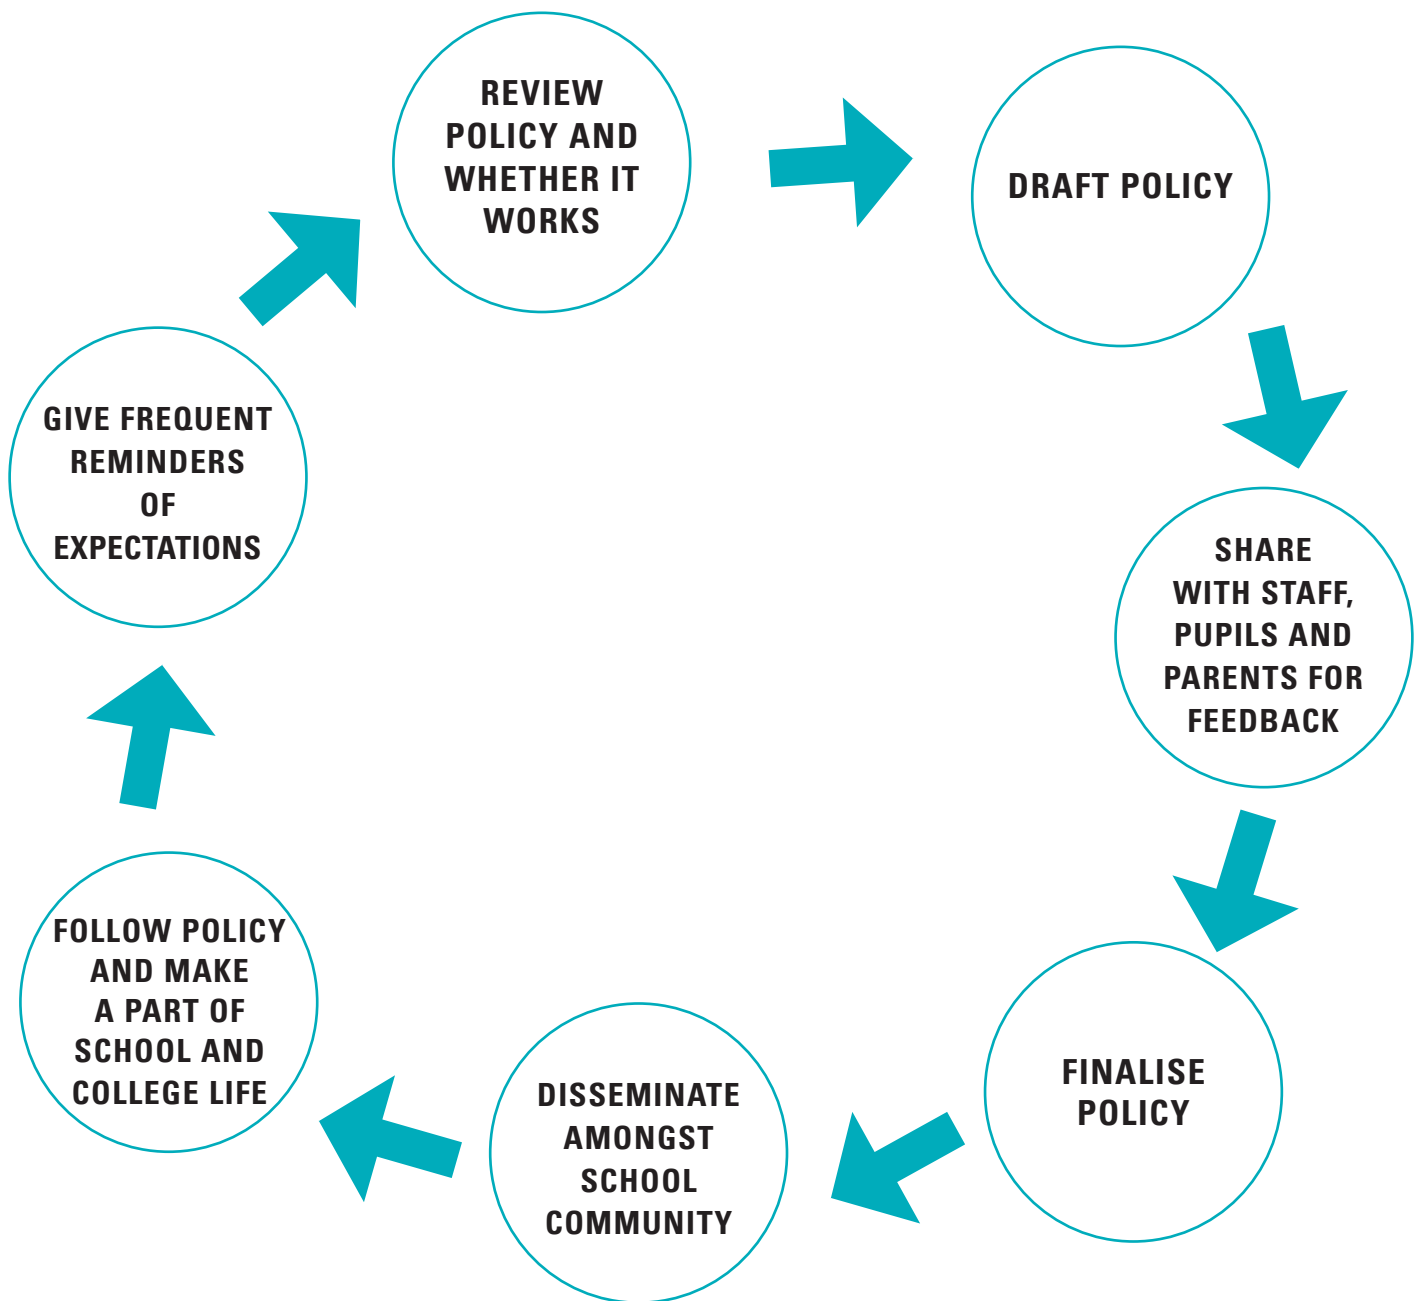 REVIEW
POLICY AND
WHETHER IT
WORKS
DRAFT POLICY
SHARE
WITH STAFF,
PUPILS AND
PARENTS FOR
FEEDBACK
FINALISE
POLICY
DISSEMINATE
AMONGST
SCHOOL
COMMUNITY
FOLLOW POLICY
AND MAKE
A PART OF
SCHOOL AND
COLLEGE LIFE
GIVE FREQUENT
REMINDERS
OF
EXPECTATIONS